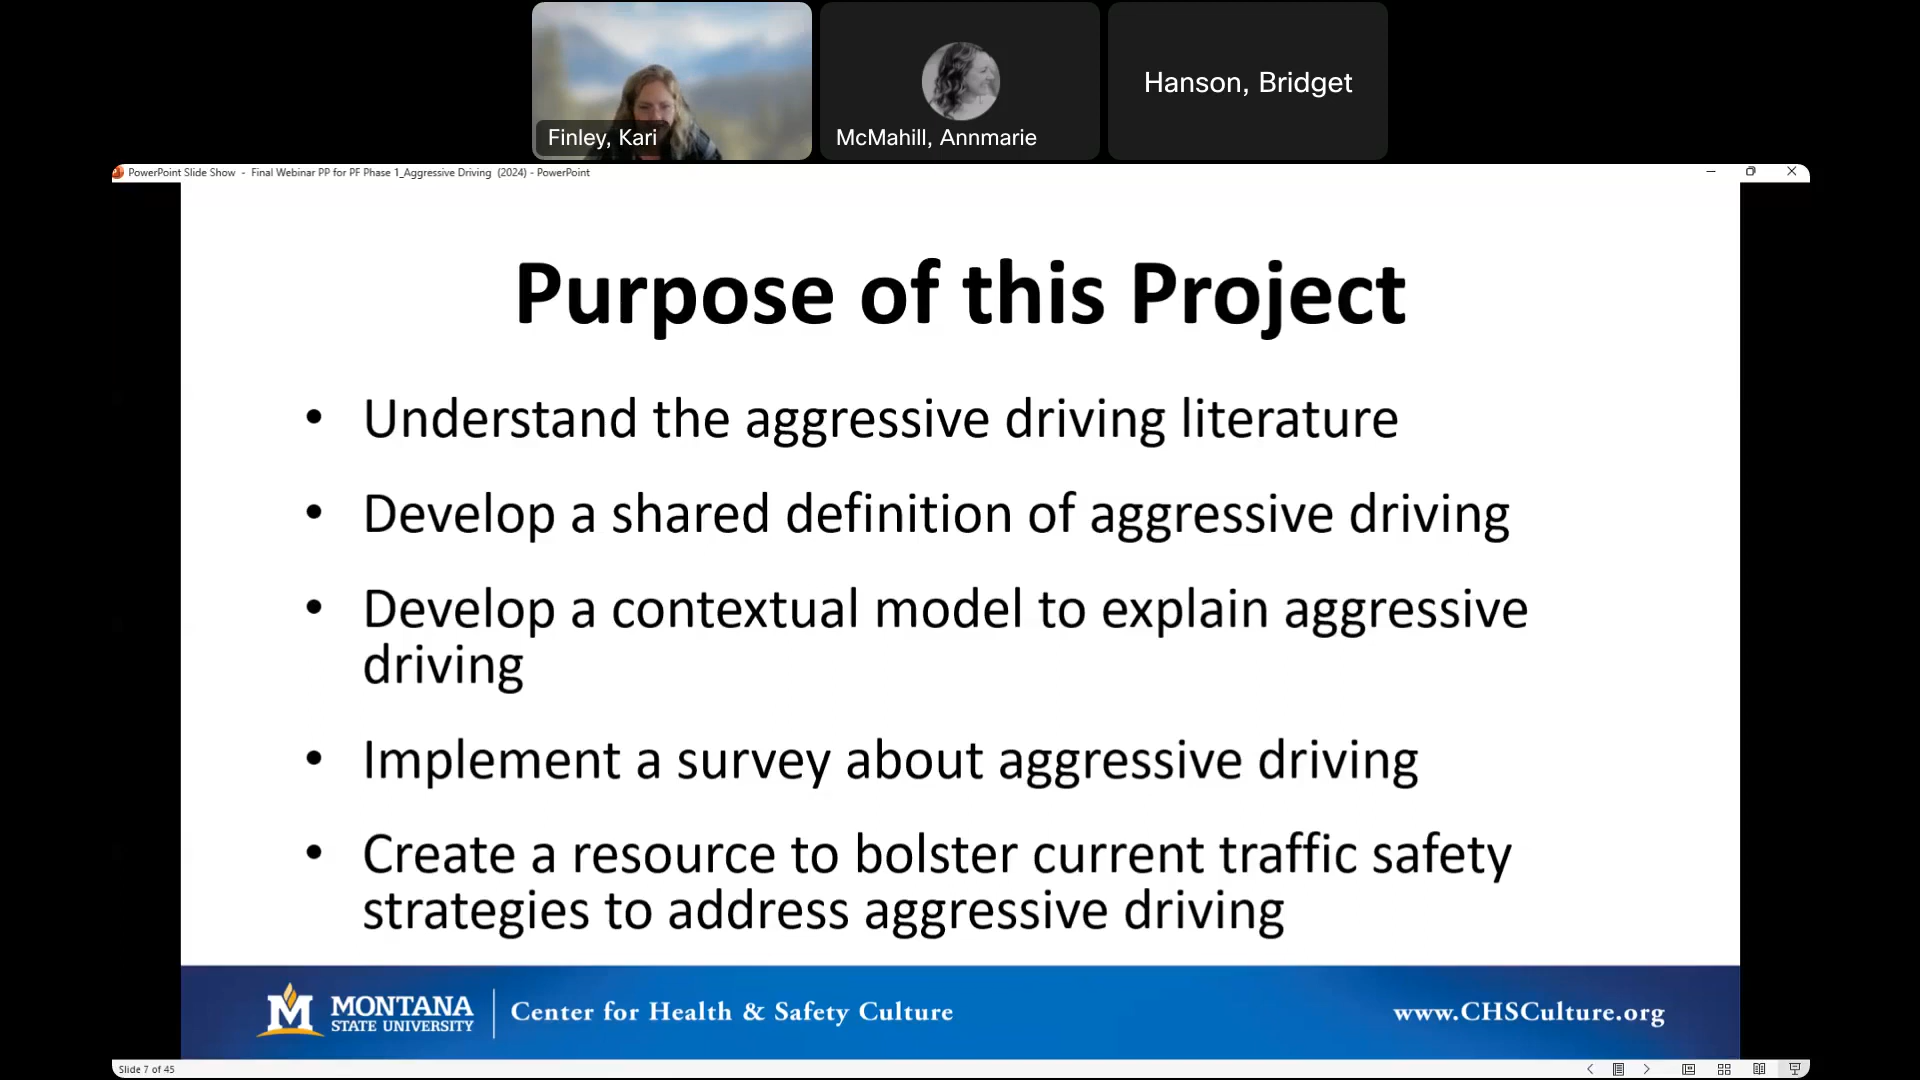 Finley, Kari
McMahill, Annmarie
Hanson, Bridget
PowerPoint Slide Show - Final Webinar PP for PF Phase 1_Aggressive Driving (2024) - PowerPoint
Purpose of this Project
• Understand the aggressive driving literature
• Develop a shared definition of aggressive driving
• Develop a contextual model to explain aggressive
driving
• Implement a survey about aggressive driving
• Create a resource to bolster current traffic safety
strategies to address aggressive driving
M MONTANA
STATE UNIVERSITY
Center for Health & Safety Culture
www.CHSCulture.org
Slide 7 of 45